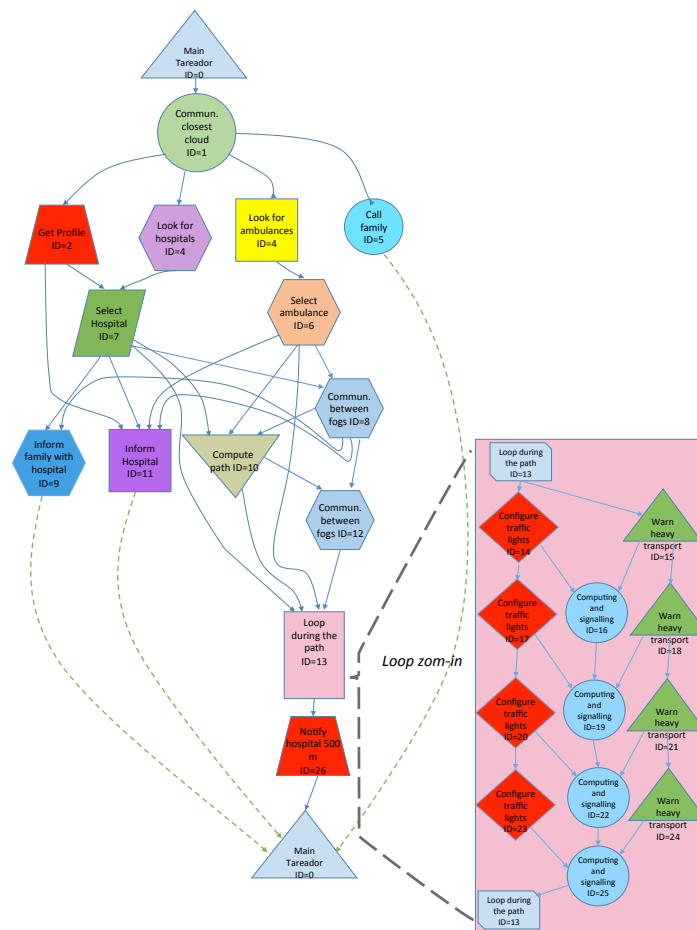 Main
Tareador
ID=0
Commun.
closest
cloud
ID=1
Get Profile
ID=2
Look for
hospitals
ID=4
Look for
ambulances
ID=4
Call
family
ID=5
Select
Hospital
ID=7
Select
ambulance
ID=6
Commun.
between
fogs ID=8
Inform
family with
hospital
ID=9
Inform
Hospital
ID=11
Compute
path ID=10
Commun.
between
fogs ID=12
Loop
during the
path
ID=13
Loop zom-in
Notify
hospital 500
m
ID=26
Main
Tareador
ID=0
Loop during
the path
ID=13
Configure
traffic
lights
ID=14
Warn
heavy
transport
ID=15
Computing
and
signalling
ID=16
Configure
traffic
lights
ID=17
Warn
heavy
transport
ID=18
Computing
and
signalling
ID=19
Configure
traffic
lights
ID=20
Warn
heavy
transport
ID=21
Computing
and
signalling
ID=22
Configure
traffic
lights
ID=23
Warn
heavy
transport
ID=24
Computing
and
signalling
ID=25
Loop during
the path
ID=13